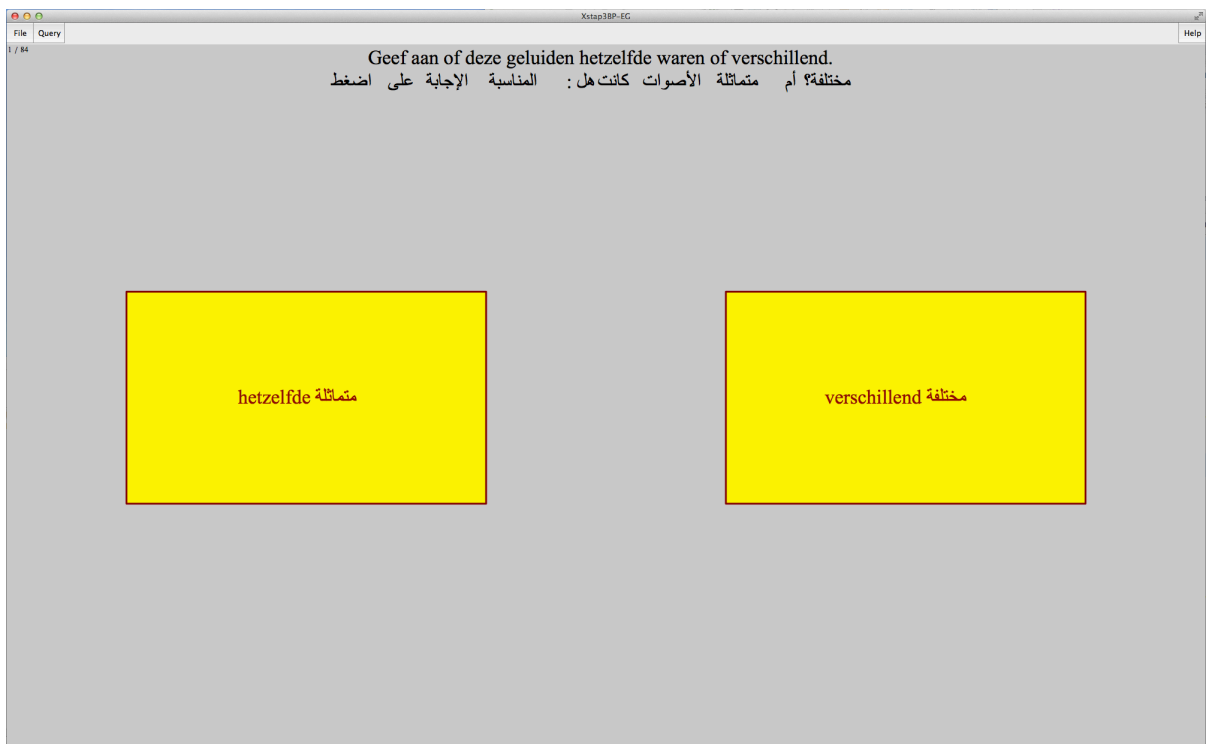 Xstap3BP-EG
File Query Help
1 / 84
Geef aan of deze geluiden hetzelfde waren of verschillend.
مختلفة؟ أم متماثلة الأصوات كانت هل : المناسبة الإجابة على اضغط
hetzelfde متماثلة
verschillend مختلفة